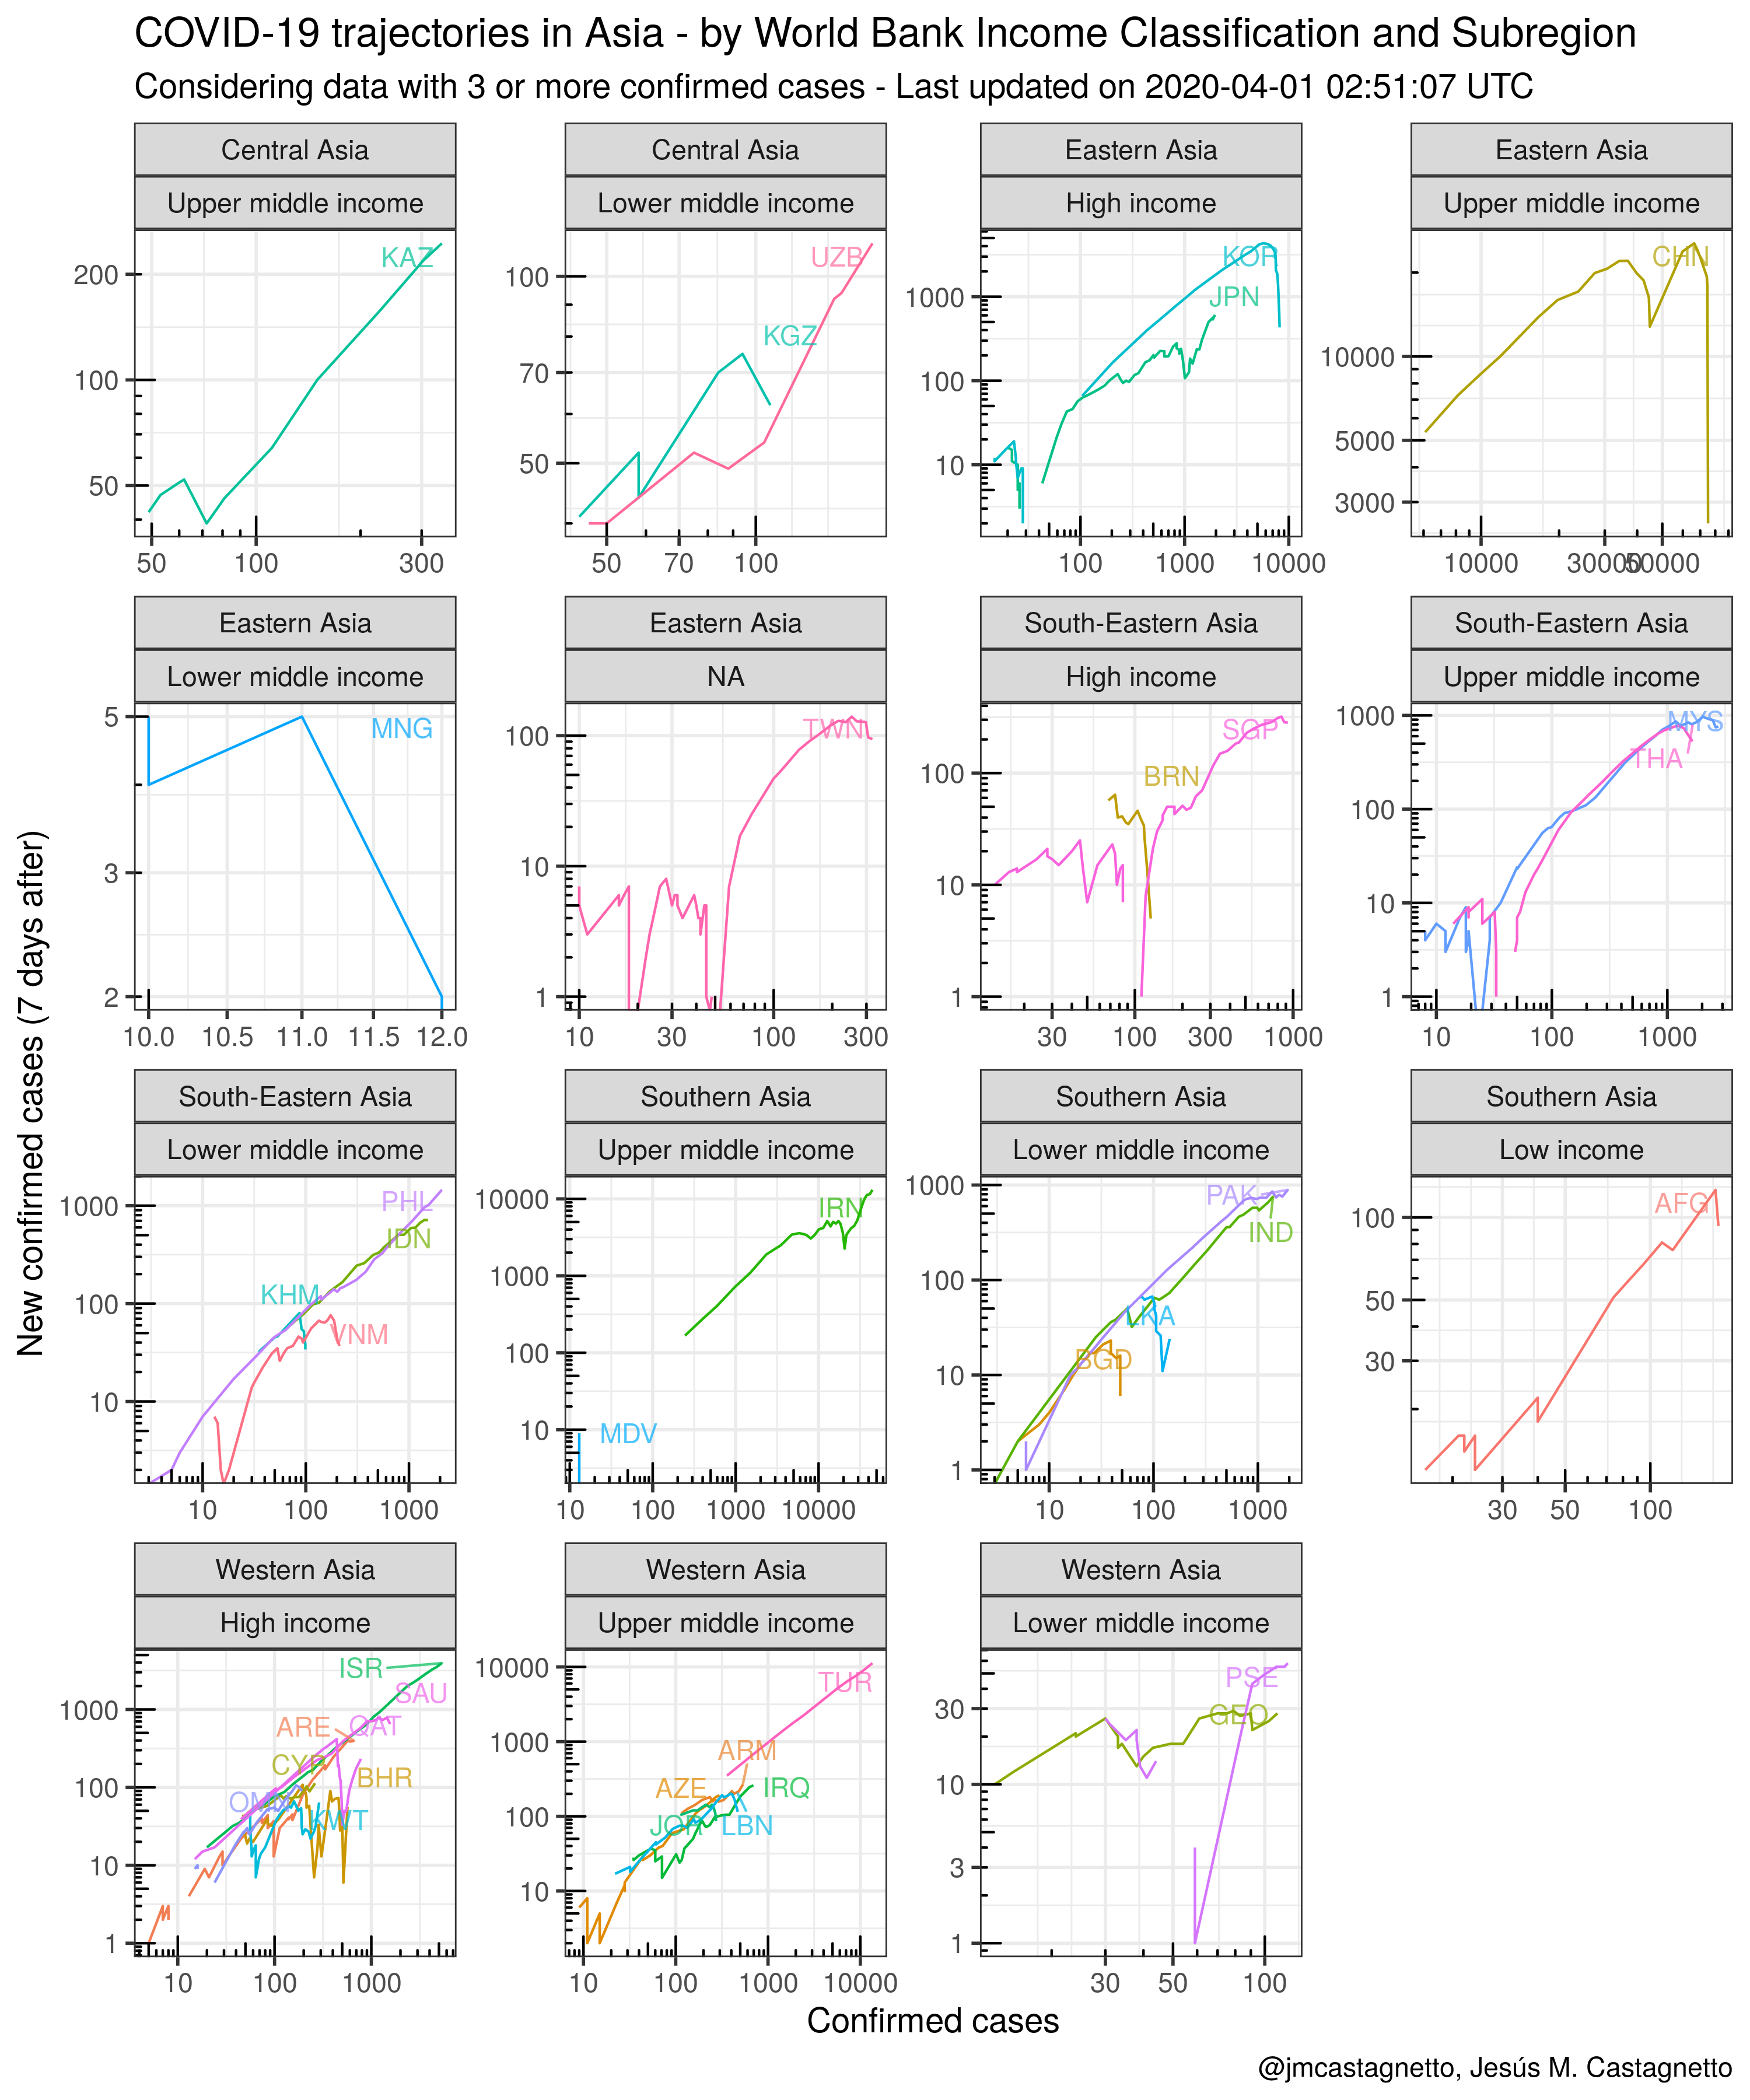 COVID-19 trajectories in Asia - by World Bank Income Classification and Subregion
Considering data with 3 or more confirmed cases - Last updated on 2020-04-01 02:51:07 UTC
New confirmed cases (7 days after)
Central Asia
Upper middle income
KAZ
200
100
50
50 100 300
Central Asia
Lower middle income
UZB
KGZ
100
70
50
50 70 100
Eastern Asia
High income
KOR
JPN
1000
100
10
100 1000 10000
Eastern Asia
Upper middle income
CHN
10000
5000
3000
10000 30000 50000
Eastern Asia
Lower middle income
MNG
5
3
2
10.0 10.5 11.0 11.5 12.0
Eastern Asia
NA
TWN
100
10
1
10 30 100 300
South-Eastern Asia
High income
SGP
BRN
100
10
1
30 100 300 1000
South-Eastern Asia
Upper middle income
MYS
THA
1000
100
10
1
10 100 1000
South-Eastern Asia
Lower middle income
PHL
IDN
KHM
VNM
1000
100
10
10 100 1000
Southern Asia
Upper middle income
IRN
MDV
10000
1000
100
10
10 100 1000 10000
Southern Asia
Lower middle income
PAK
IND
LKA
BGD
1000
100
10
1
10 100 1000
Southern Asia
Low income
AFG
100
50
30
30 50 100
Western Asia
High income
ISR
SAU
ARE QAT
CYP
BHR
OMN
KWT
1000
100
10
1
10 100 1000
Western Asia
Upper middle income
TUR
ARM
AZE IRQ
JOR LBN
10000
1000
100
10
10 100 1000 10000
Western Asia
Lower middle income
PSE
GEO
30
10
3
1
30 50 100
Confirmed cases
@jmcastagnetto, Jesús M. Castagnetto